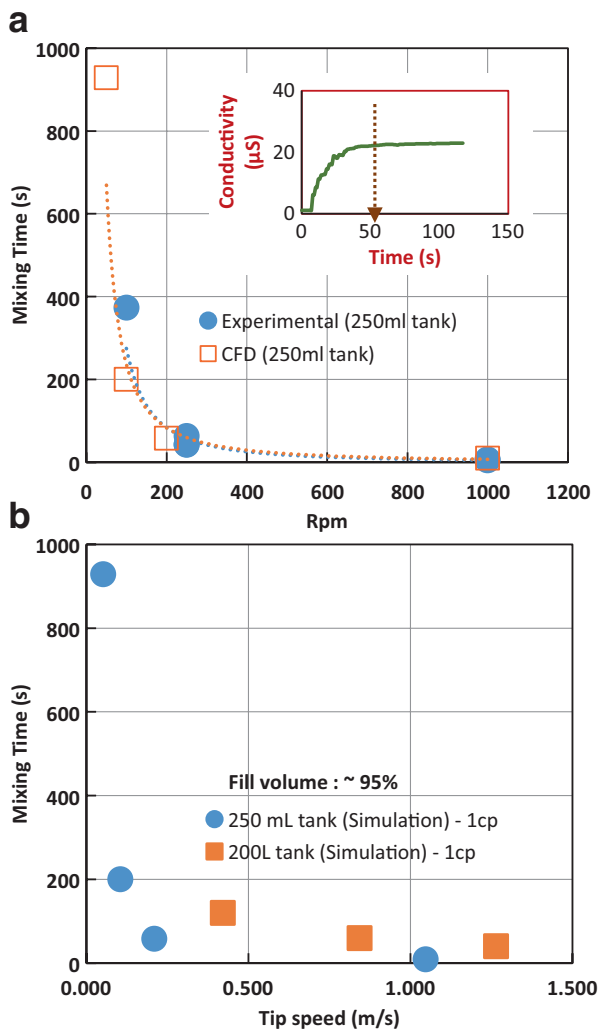 a
1000
800
600
400
200
0
Mixing Time (s)
0 200 400 600 800 1000 1200
Rpm
40
20
0
Conductivity
(µS)
0 50 100 150
Time (s)
Experimental (250ml tank)
CFD (250ml tank)
b
1000
800
600
400
200
0
Mixing Time (s)
Fill volume : ~ 95%
250 mL tank (Simulation) - 1cp
200L tank (Simulation) - 1cp
0.000 0.500 1.000 1.500
Tip speed (m/s)